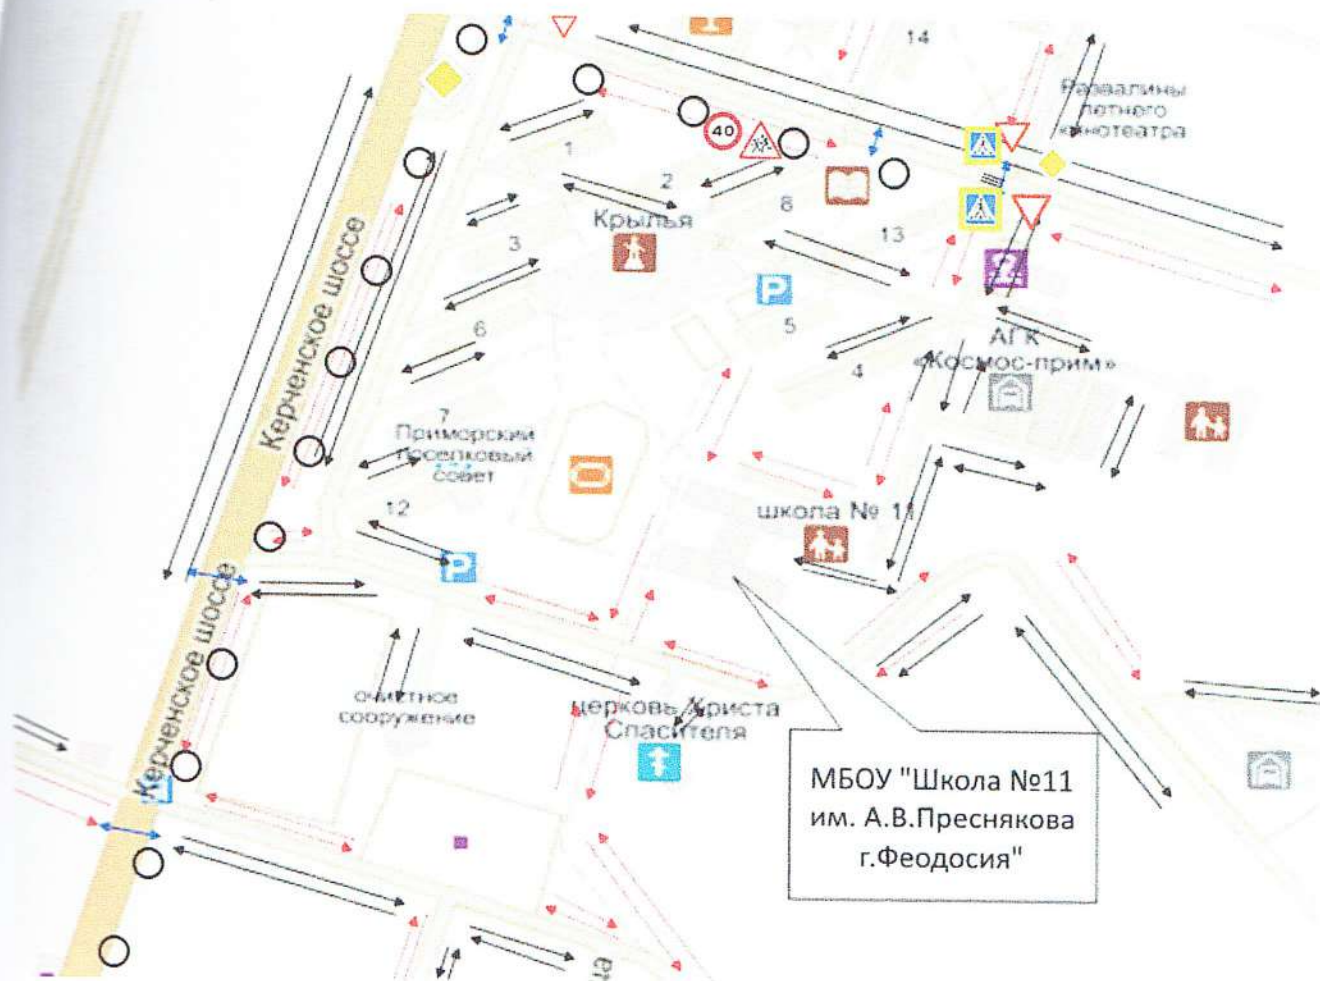 14
Развалины
летнего
кинотеатра
40
1
2
Крылья
8
13
3
P
5
6
4
АГК
«Космос-прим»
Керченское шоссе
7
Приморский
поселковый
совет
12
школа № 11
P
Керченское шоссе
очистное
сооружение
церковь Христа
Спасителя
МБОУ "Школа №11
им. А.В.Преснякова
г.Феодосия"